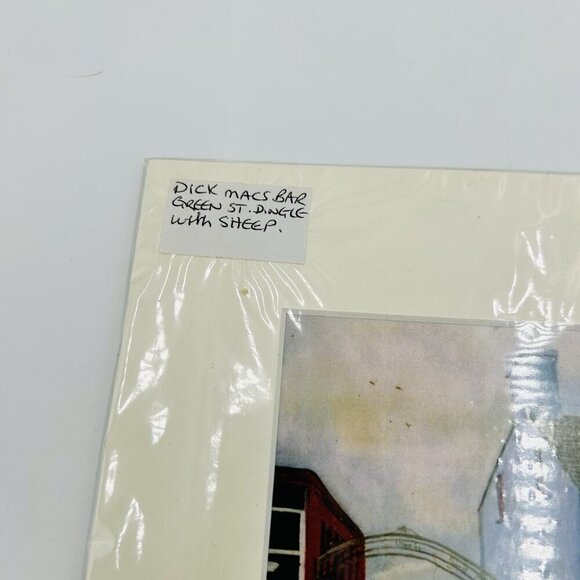 DICK MACS BAR
GREEN ST. DINGLE
with SHEEP.